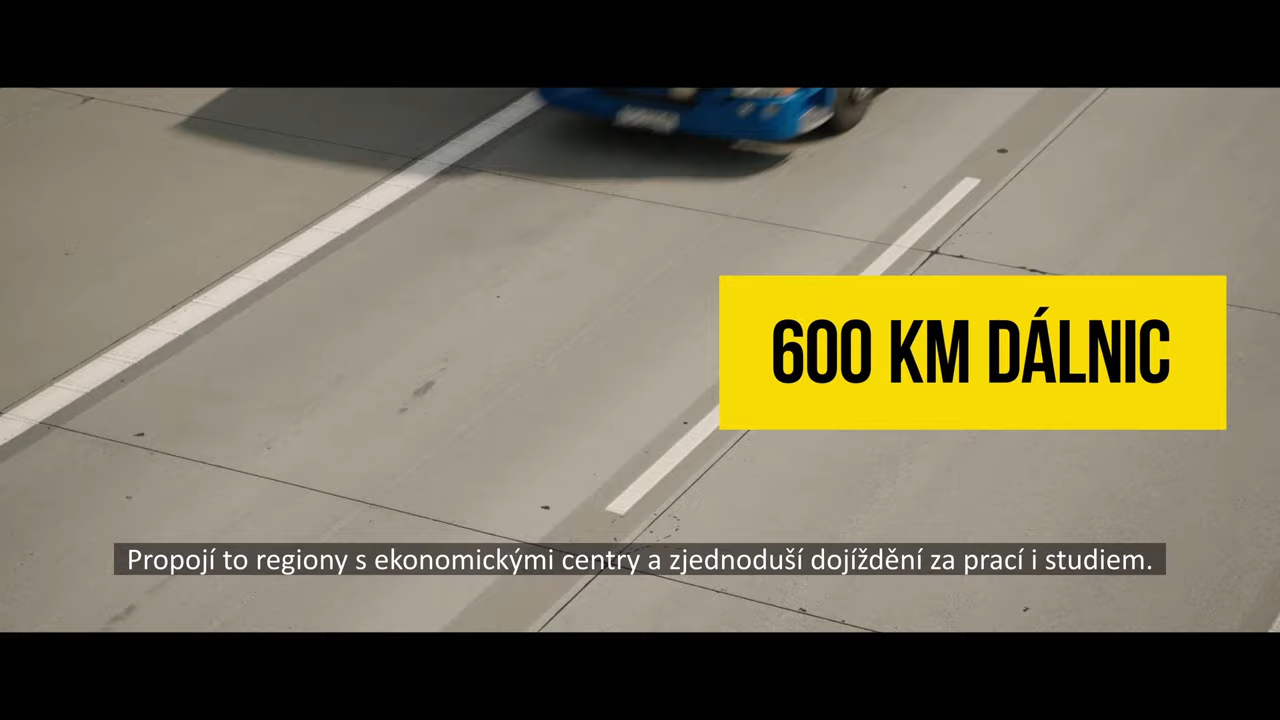 600 KM DÁLNIC
Propojí to regiony s ekonomickými centry a zjednoduší dojíždění za prací i studiem.